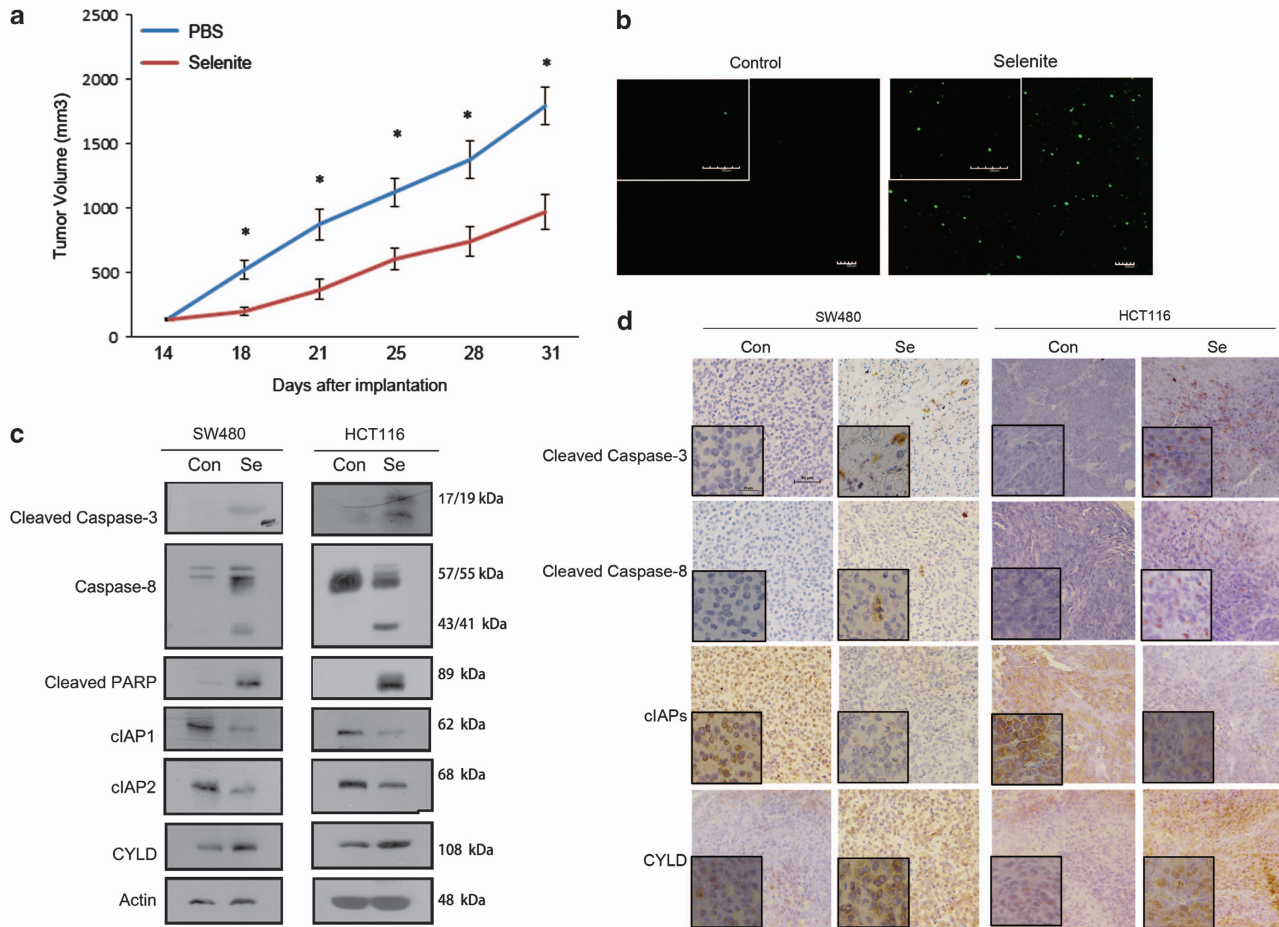 a
2500
2000
1500
1000
500
0
Tumor Volume (mm3)
PBS
Selenite
*
*
*
*
*
14 18 21 25 28 31
Days after implantation
b
Control Selenite
c
SW480 HCT116
Con Se Con Se
Cleaved Caspase-3 17/19 kDa
Caspase-8 57/55 kDa
43/41 kDa
Cleaved PARP 89 kDa
cIAP1 62 kDa
cIAP2 68 kDa
CYLD 108 kDa
Actin 48 kDa
d
SW480 HCT116
Con Se Con Se
Cleaved Caspase-3
Cleaved Caspase-8
cIAPs
CYLD